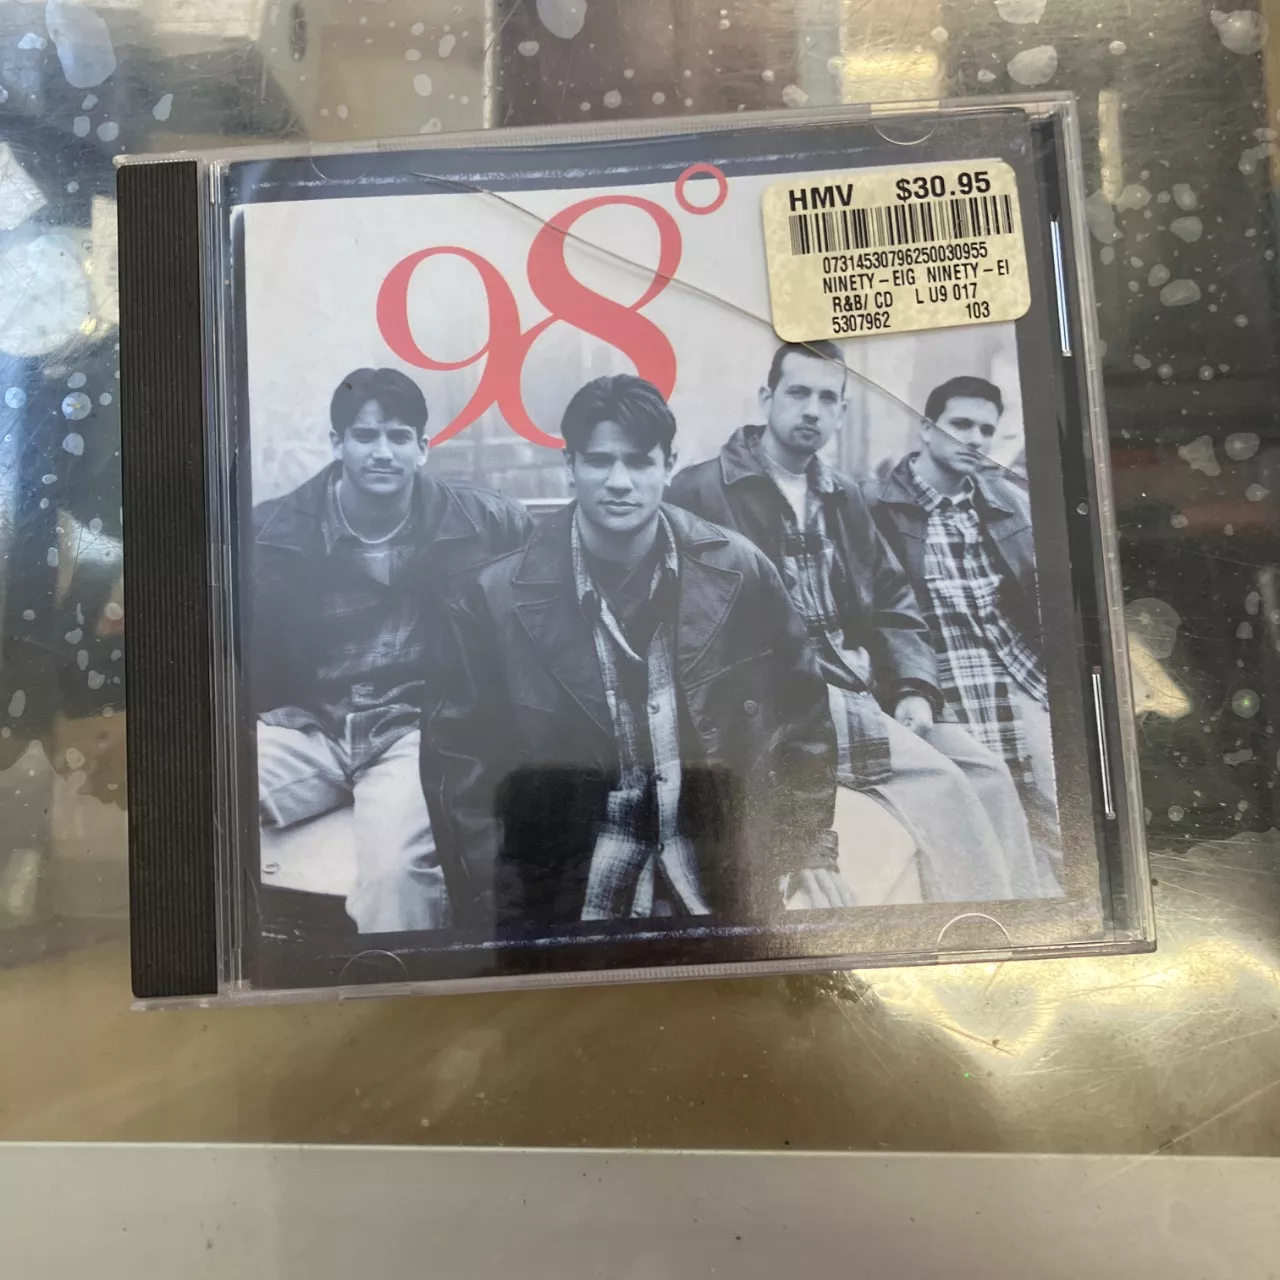 98°
HMV $30.95
07314530796250030955
NINETY-EIG NINETY-EI
R&B/ CD L U9 017
5307962 103